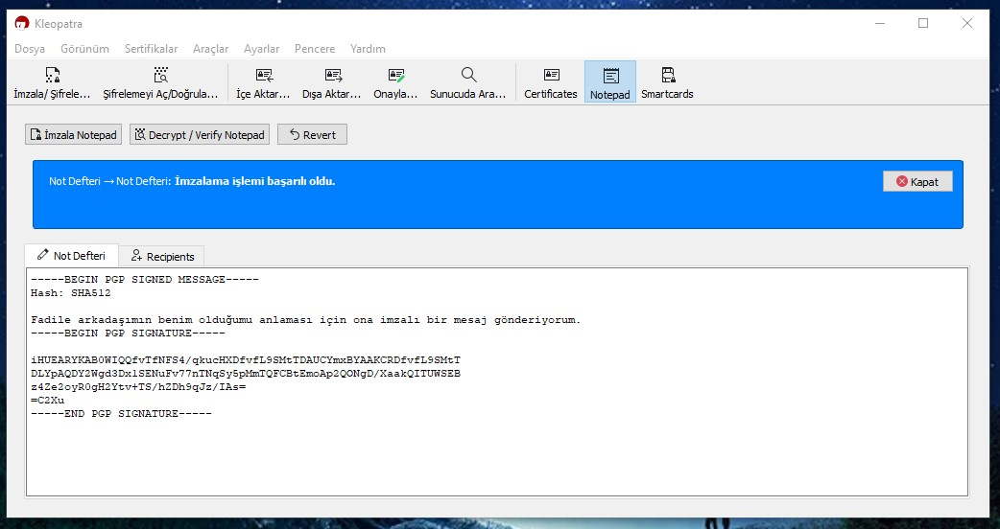 Kleopatra
Dosya Görünüm Sertifikalar Araçlar Ayarlar Pencere Yardım
İmzala/ Şifrele... Şifrelemeyi Aç/Doğrula... İçe Aktar... Dışa Aktar... Onayla... Sunucuda Ara... Certificates Notepad Smartcards
İmzala Notepad Decrypt / Verify Notepad Revert
Not Defteri → Not Defteri: İmzalama işlemi başarılı oldu. Kapat
Not Defteri Recipients
-----BEGIN PGP SIGNED MESSAGE-----
Hash: SHA512
Fadile arkadaşımın benim olduğumu anlaması için ona imzalı bir mesaj gönderiyorum.
-----BEGIN PGP SIGNATURE-----
iHUEARYKAB0WIQQfvTfNFS4/qkucHXDfvfL9SMtTDAUCYmxBYAAKCRDfvfL9SMtT
DLYpAQDY2Wgd3DxlSENuFv77nTNqSy5pMmTQFCBtEmoAp2QONgD/XaakQITUWSEB
z4Ze2oyR0gH2Ytv+TS/hZDh9qJz/IAs=
=C2Xu
-----END PGP SIGNATURE-----